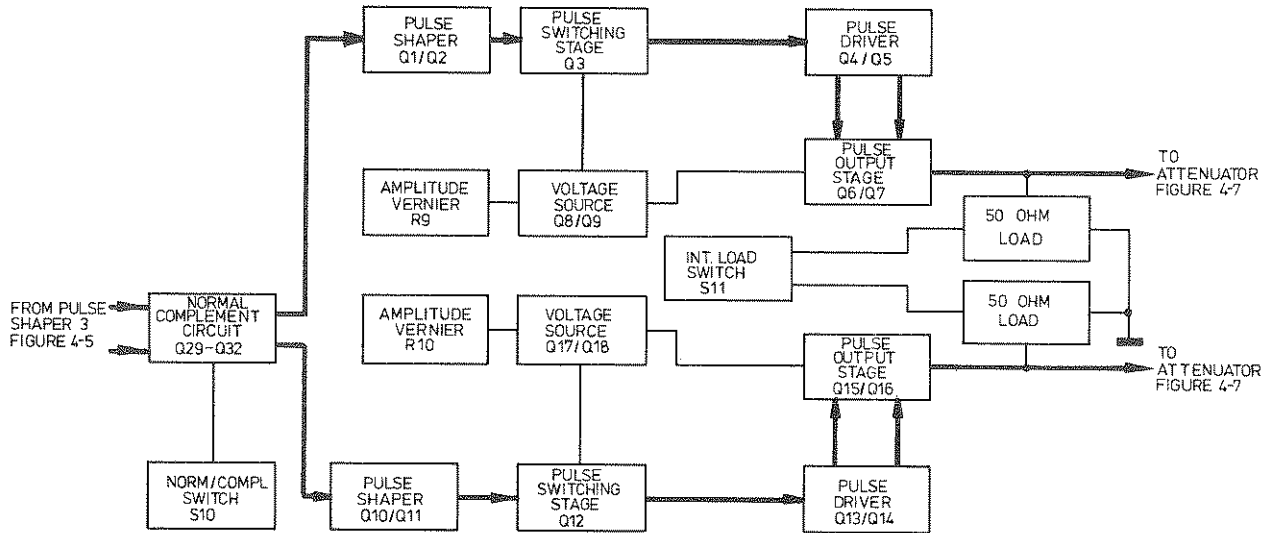 PULSE
SHAPER
Q1/Q2
PULSE
SWITCHING
STAGE
Q3
PULSE
DRIVER
Q4/Q5
AMPLITUDE
VERNIER
R9
VOLTAGE
SOURCE
Q8/Q9
PULSE
OUTPUT
STAGE
Q6/Q7
TO
ATTENUATOR
FIGURE 4-7
50 OHM
LOAD
INT. LOAD
SWITCH
S11
FROM PULSE
SHAPER 3
FIGURE 4-5
NORMAL
COMPLEMENT
CIRCUIT
Q29-Q32
AMPLITUDE
VERNIER
R10
VOLTAGE
SOURCE
Q17/Q18
50 OHM
LOAD
PULSE
OUTPUT
STAGE
Q15/Q16
TO
ATTENUATOR
FIGURE 4-7
NORM/COMPL
SWITCH
S10
PULSE
SHAPER
Q10/Q11
PULSE
SWITCHING
STAGE
Q12
PULSE
DRIVER
Q13/Q14